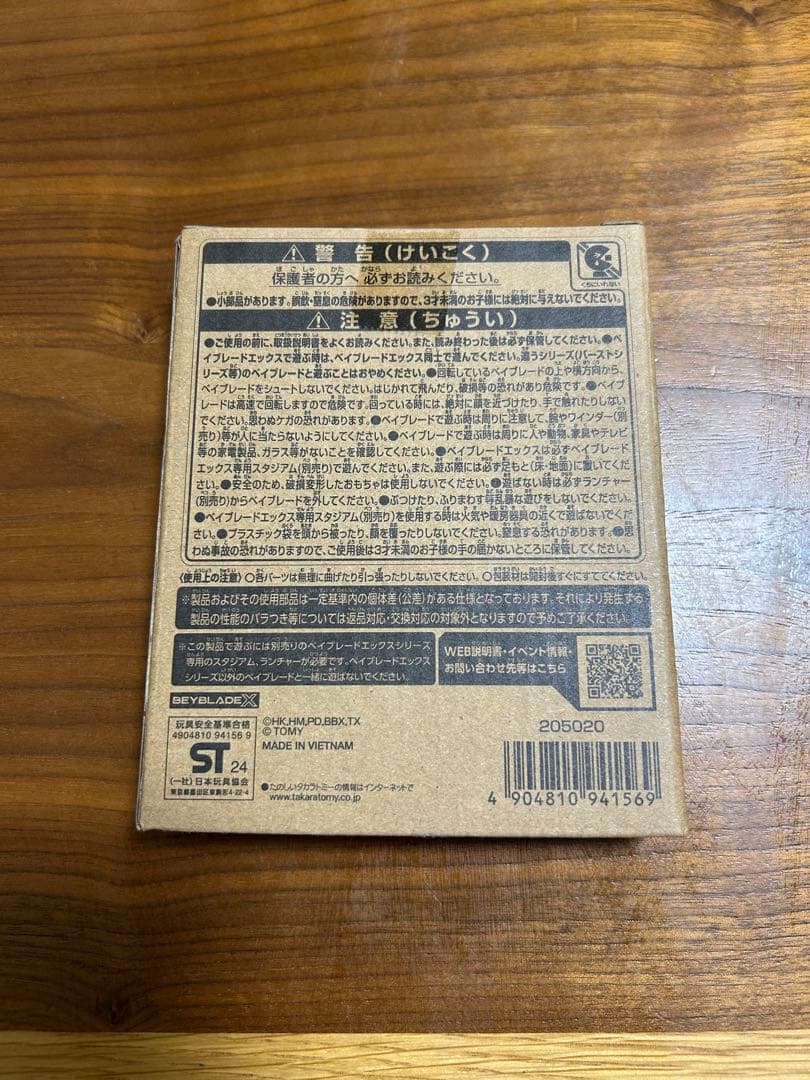 警告(けいこく)
保護者の方へ 必ずお読みください。
くちにいれない
●小部品があります。誤飲・窒息の危険がありますので、3才未満のお子様には絶対に与えないでください。
注意(ちゅうい)
●ご使用の前に、取扱説明書をよくお読みください。また、読み終わった後は必ず保管してください。●ベ
イブレードエックスで遊ぶ時は、ベイブレードエックス同士で遊んでください。違うシリーズ(バーストシ
リーズ等)のベイブレードと遊ぶことはおやめください。●回転しているベイブレードの上や横方向から、
ベイブレードをシュートしないでください。はじかれて飛んだり、破損等の恐れがあり危険です。●ベイブ
レードは高速で回転しますので危険です。回っている時には、絶対に顔を近づけたり、手で触れたりしない
でください。思わぬケガの恐れがあります。●ベイブレードで遊ぶ時は周りに注意して、腕やワインダー(別
売り)等が人に当たらないようにしてください。●ベイブレードで遊ぶ時は周りに人や動物、家具やテレビ
等の家電製品、ガラス等がないことを確認してください。●ベイブレードエックスは必ずベイブレード
エックス専用スタジアム(別売り)で遊んでください。また、遊ぶ際には必ず足もと(床・地面)に置いてくだ
さい。●安全のため、破損変形したおもちゃは使用しないでください。●遊ばない時は必ずランチャー
(別売り)からベイブレードを外してください。●ぶつけたり、ふりまわす等乱暴な遊びをしないでください。
●ベイブレードエックス専用スタジアム(別売り)を使用する時は火気や暖房器具の近くで遊ばないでくだ
さい。●プラスチック袋を頭から被ったり、顔を覆ったりしないでください。窒息する恐れがあります。●思
わぬ事故の恐れがありますので、ご使用後は3才未満のお子様の手の届かないところに保管してください。
〈使用上の注意〉○各パーツは無理に曲げたり引っ張ったりしないでください。○包装材は開封後すぐにすててください。
※製品およびその使用部品は一定基準内の個体差(公差)がある仕様となっております。それにより発生する
製品の性能のバラつき等については返品対応・交換対応の対象外となりますので予めご了承ください。
※この製品で遊ぶには別売りのベイブレードエックスシリーズ
専用のスタジアム、ランチャーが必要です。ベイブレードエックス
シリーズ以外のベイブレードと一緒に遊ばないでください。
WEB説明書・イベント情報・
お問い合わせ先等はこちら
BEYBLADE X
玩具安全基準合格
4904810 94156 9
ST 24
(一社)日本玩具協会
東京都墨田区東駒形4-22-4
©HK,HM,PD,BBX,TX
© TOMY
MADE IN VIETNAM
●たのしいタカラトミーの情報はインターネットで
www.takaratomy.co.jp
205020
4 904810 941569